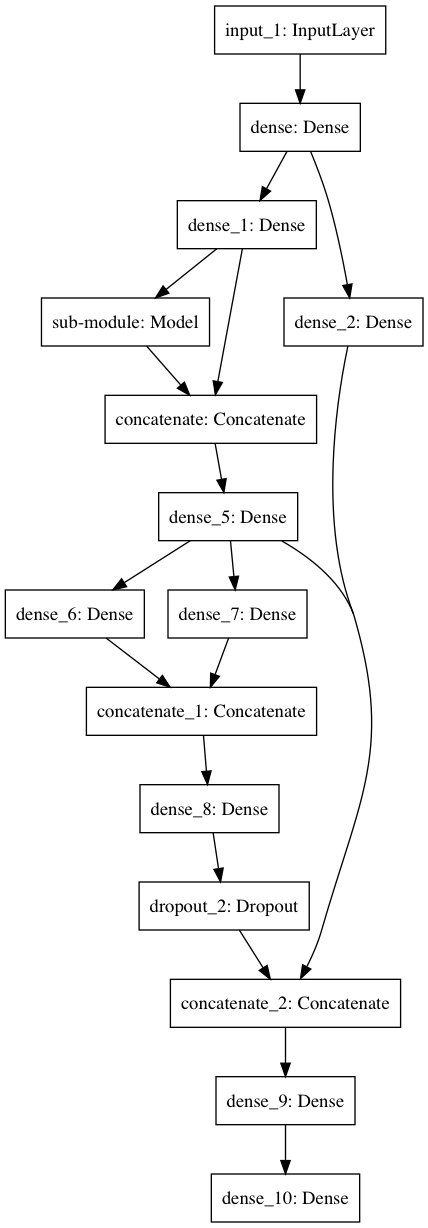 input_1: InputLayer
dense: Dense
dense_1: Dense
sub-module: Model
dense_2: Dense
concatenate: Concatenate
dense_5: Dense
dense_6: Dense
dense_7: Dense
concatenate_1: Concatenate
dense_8: Dense
dropout_2: Dropout
concatenate_2: Concatenate
dense_9: Dense
dense_10: Dense